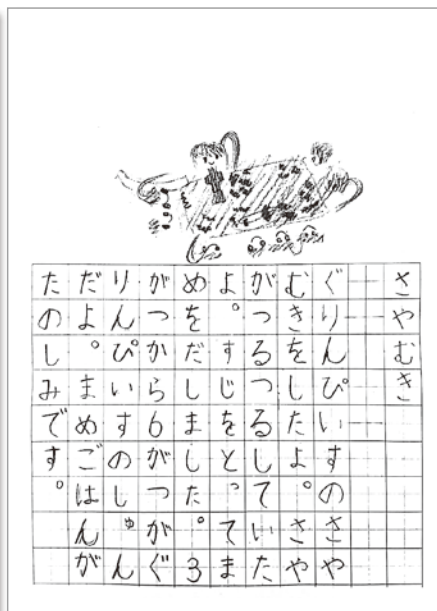 さやむき
ぐりんぴいすのさや
むきをしたよ。さや
がつるつるしていた
よ。すじをとってま
めをだしました。3
がつから6がつがぐ
りんぴいすのしゅん
だよ。まめごはんが
たのしみです。